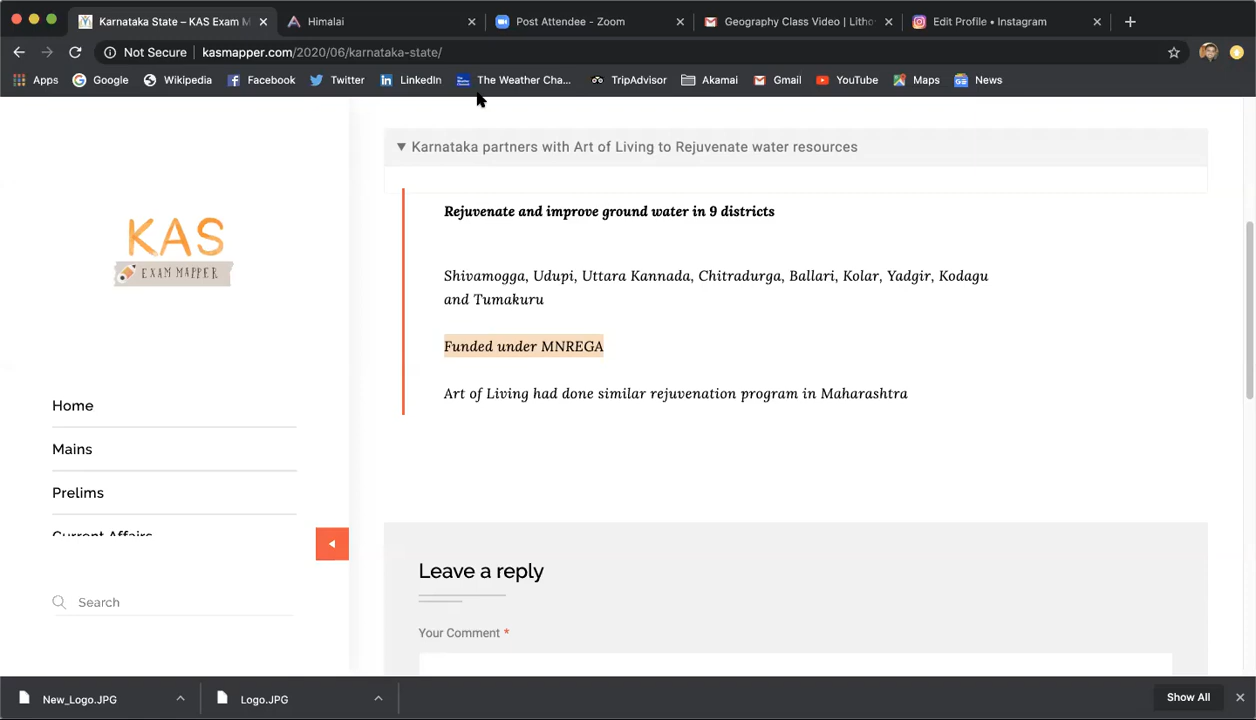 Karnataka State – KAS Exam M
Himalai
Post Attendee - Zoom
Geography Class Video | Litho
Edit Profile • Instagram
Not Secure | kasmapper.com/2020/06/karnataka-state/
Apps
Google
Wikipedia
Facebook
Twitter
LinkedIn
The Weather Cha...
TripAdvisor
Akamai
Gmail
YouTube
Maps
News
KAS
EXAM MAPPER
Home
Mains
Prelims
Current Affairs
Search
Karnataka partners with Art of Living to Rejuvenate water resources
Rejuvenate and improve ground water in 9 districts
Shivamogga, Udupi, Uttara Kannada, Chitradurga, Ballari, Kolar, Yadgir, Kodagu
and Tumakuru
Funded under MNREGA
Art of Living had done similar rejuvenation program in Maharashtra
Leave a reply
Your Comment *
New_Logo.JPG
Logo.JPG
Show All